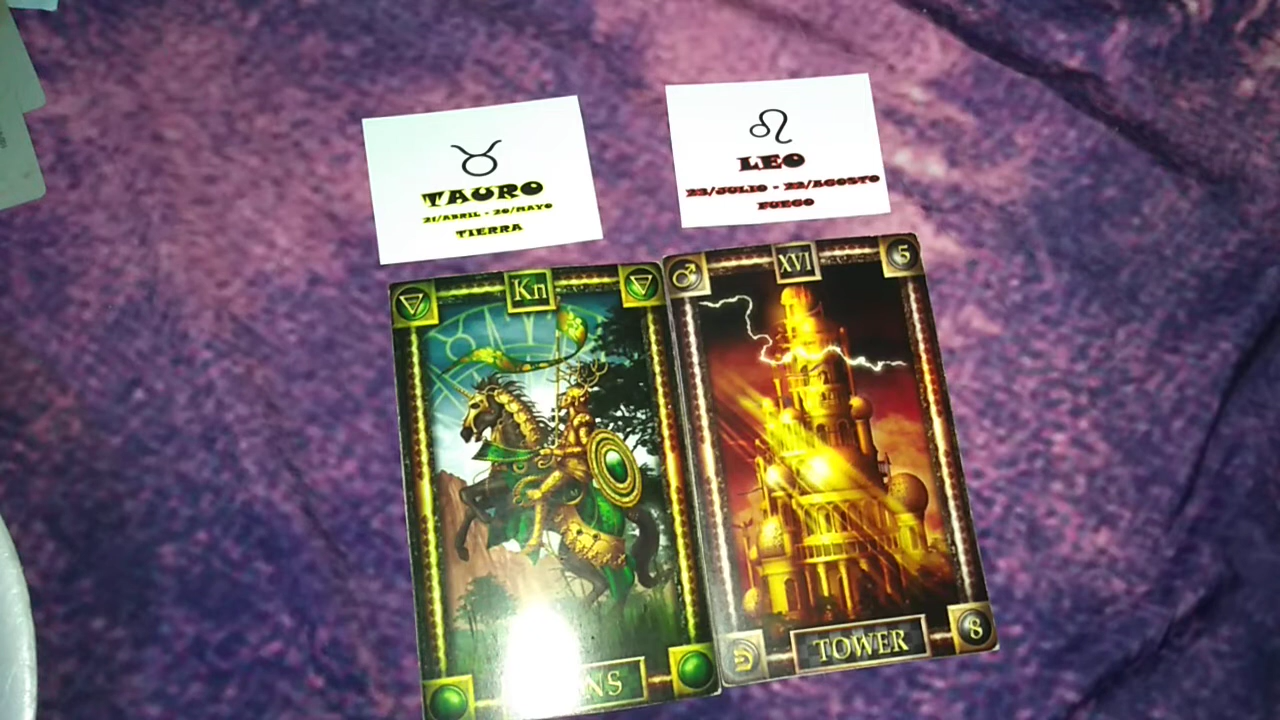 TAURO
21/ABRIL - 20/MAYO
TIERRA
LEO
23/JULIO - 22/AGOSTO
FUEGO
Kn
XVI
5
TOWER
8